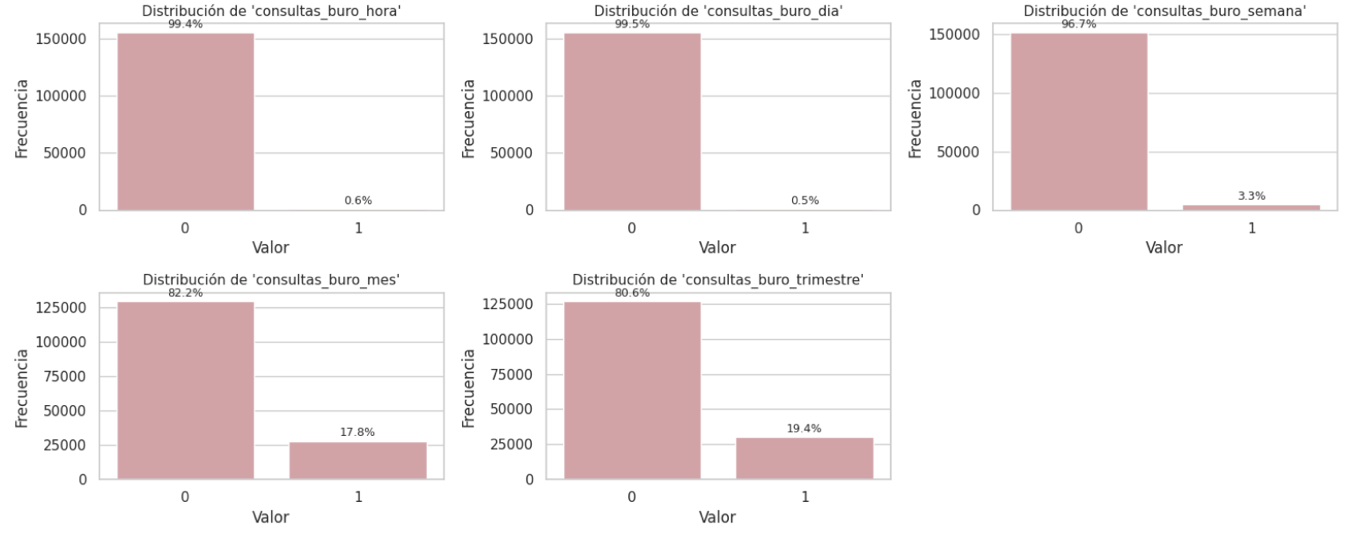 Distribución de 'consultas_buro_hora'
99.4%
150000
100000
50000
0
Frecuencia
0.6%
0 1
Valor
Distribución de 'consultas_buro_dia'
99.5%
150000
100000
50000
0
Frecuencia
0.5%
0 1
Valor
Distribución de 'consultas_buro_semana'
96.7%
150000
100000
50000
0
Frecuencia
3.3%
0 1
Valor
Distribución de 'consultas_buro_mes'
82.2%
125000
100000
75000
50000
25000
0
Frecuencia
17.8%
0 1
Valor
Distribución de 'consultas_buro_trimestre'
80.6%
125000
100000
75000
50000
25000
0
Frecuencia
19.4%
0 1
Valor